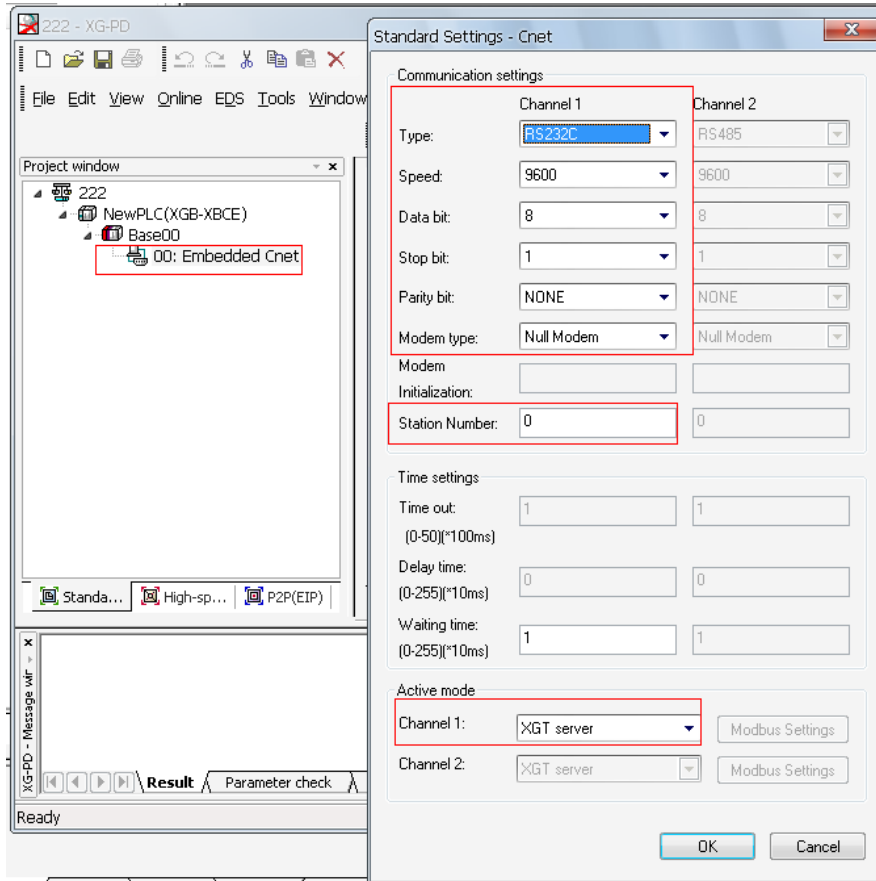 222 - XG-PD
File Edit View Online EDS Tools Window
Project window
222
NewPLC(XGB-XBCE)
Base00
00: Embedded Cnet
Standa... High-sp... P2P(EIP)
XG-PD - Message wir
Result Parameter check
Ready
Standard Settings - Cnet
Communication settings
Channel 1 Channel 2
Type: RS232C RS485
Speed: 9600 9600
Data bit: 8 8
Stop bit: 1 1
Parity bit: NONE NONE
Modem type: Null Modem Null Modem
Modem
Initialization:
Station Number: 0 0
Time settings
Time out: 1 1
(0-50)(*100ms)
Delay time: 0 0
(0-255)(*10ms)
Waiting time: 1 1
(0-255)(*10ms)
Active mode
Channel 1: XGT server Modbus Settings
Channel 2: XGT server Modbus Settings
OK Cancel